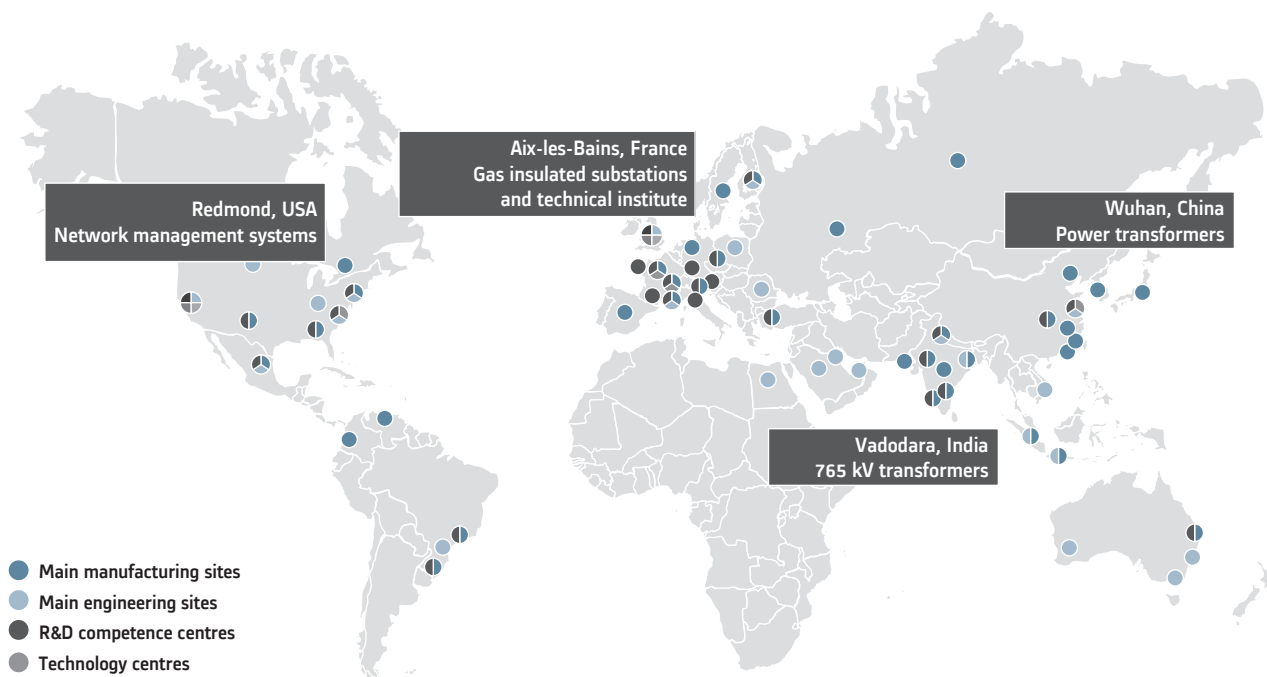 Aix-les-Bains, France
Gas insulated substations
and technical institute
Redmond, USA
Network management systems
Wuhan, China
Power transformers
Vadodara, India
765 kV transformers
Main manufacturing sites
Main engineering sites
R&D competence centres
Technology centres